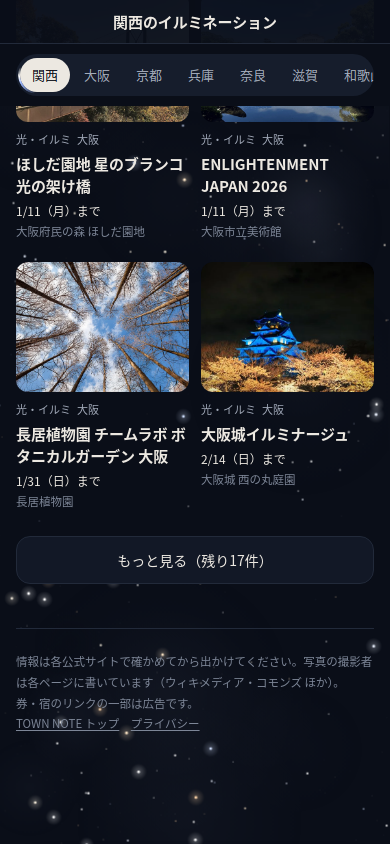 関西のイルミネーション
関西 大阪 京都 兵庫 奈良 滋賀
光・イルミ 大阪
ほしだ園地 星のブランコ
光の架け橋
1/11（月）まで
大阪府民の森 ほしだ園地
光・イルミ 大阪
ENLIGHTENMENT
JAPAN 2026
1/11（月）まで
大阪市立美術館
光・イルミ 大阪
長居植物園 チームラボ ボ
タニカルガーデン 大阪
1/31（日）まで
長居植物園
光・イルミ 大阪
大阪城イルミナージュ
2/14（日）まで
大阪城 西の丸庭園
もっと見る（残り17件）
情報は各公式サイトで確かめてから出かけてください。写真の撮影者
は各ページに書いています（ウィキメディア・コモンズ ほか）。
券・宿のリンクの一部は広告です。
TOWN NOTE トップ プライバシー